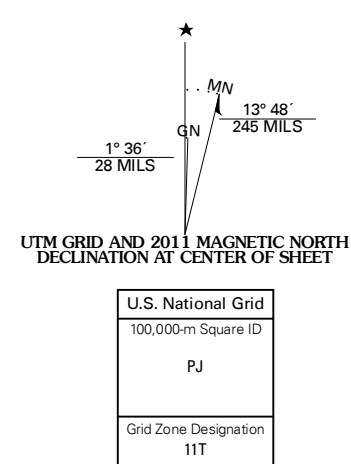 ★
MN
13° 48´
245 MILS
GN
1° 36´
28 MILS
UTM GRID AND 2011 MAGNETIC NORTH
DECLINATION AT CENTER OF SHEET
U.S. National Grid
100,000-m Square ID
PJ
Grid Zone Designation
11T